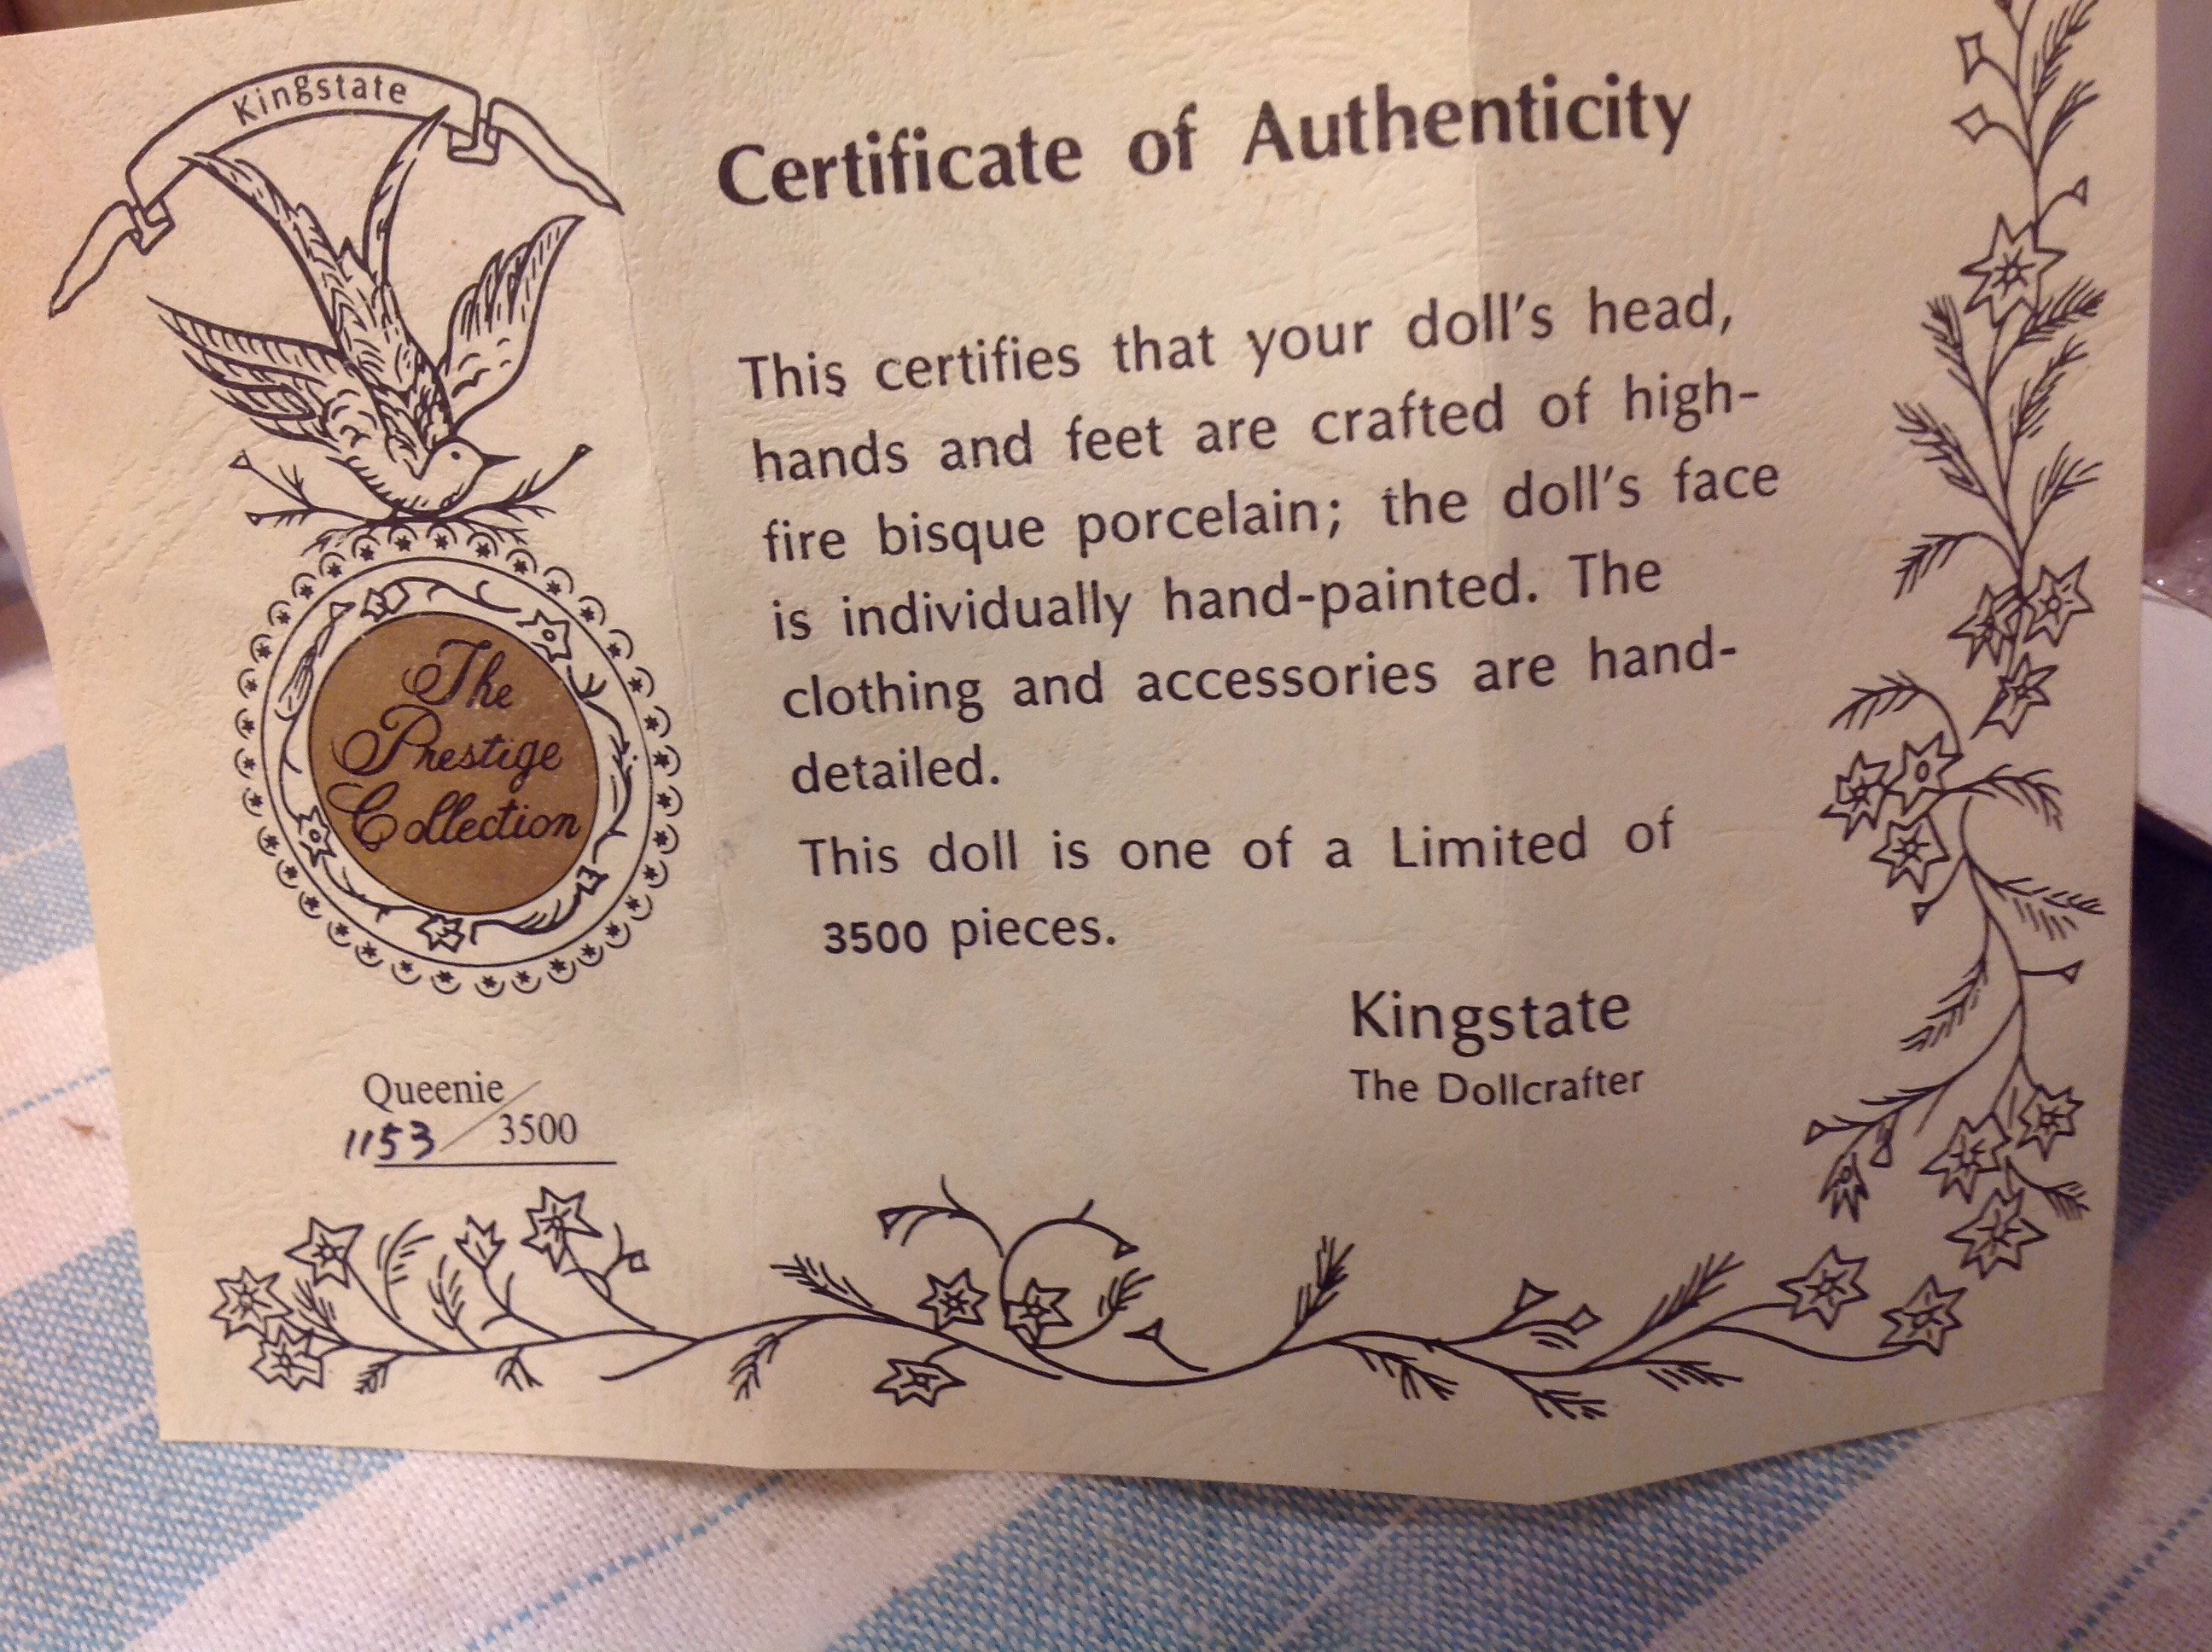 Kingstate
Certificate of Authenticity
This certifies that your doll's head,
hands and feet are crafted of high-
fire bisque porcelain; the doll's face
is individually hand-painted. The
clothing and accessories are hand-
detailed.
This doll is one of a Limited of
3500 pieces.
Kingstate
The Dollcrafter
The
Prestige
Collection
Queenie
1153/3500